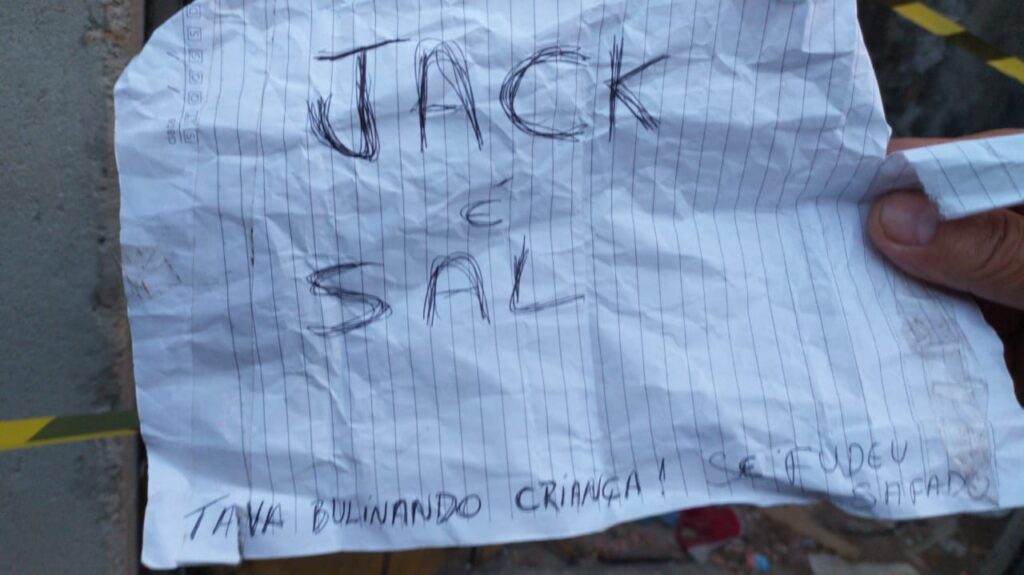 JACK
É
SAL
TAVA BULINANDO CRIANÇA! SE FUDEU
SAFADO